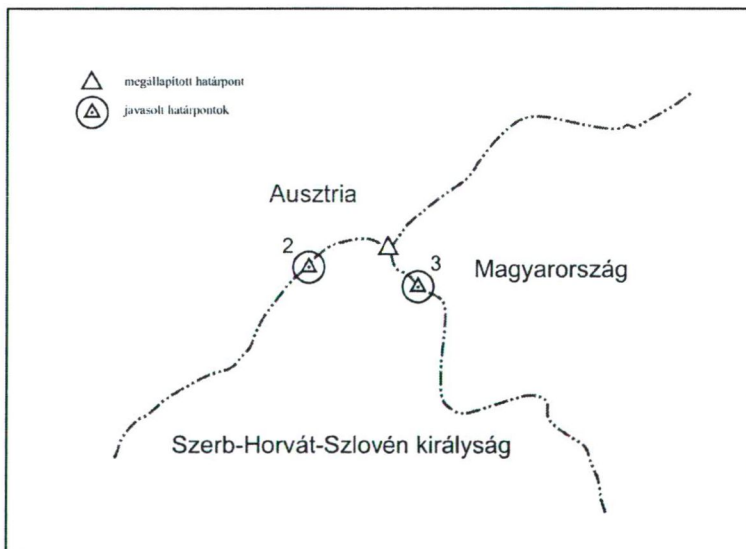 megállapított határpont
javasolt határpontok
Ausztria
2
3
Magyarország
Szerb-Horvát-Szlovén királyság